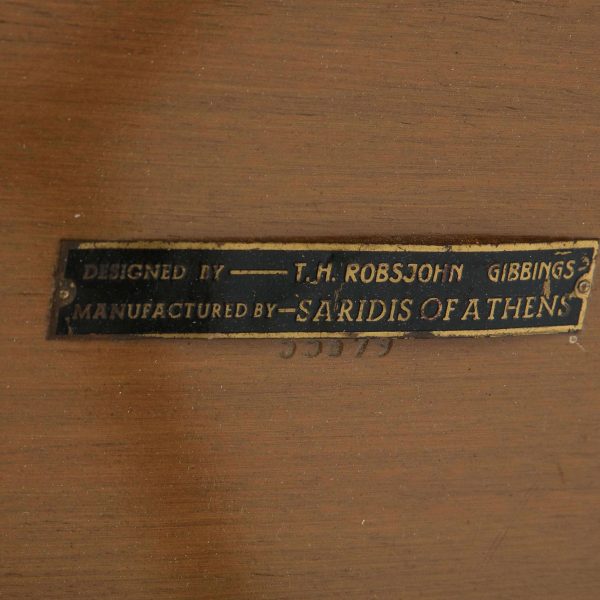 DESIGNED BY — T.H. ROBSJOHN GIBBINGS
MANUFACTURED BY — SARIDIS OF ATHENS